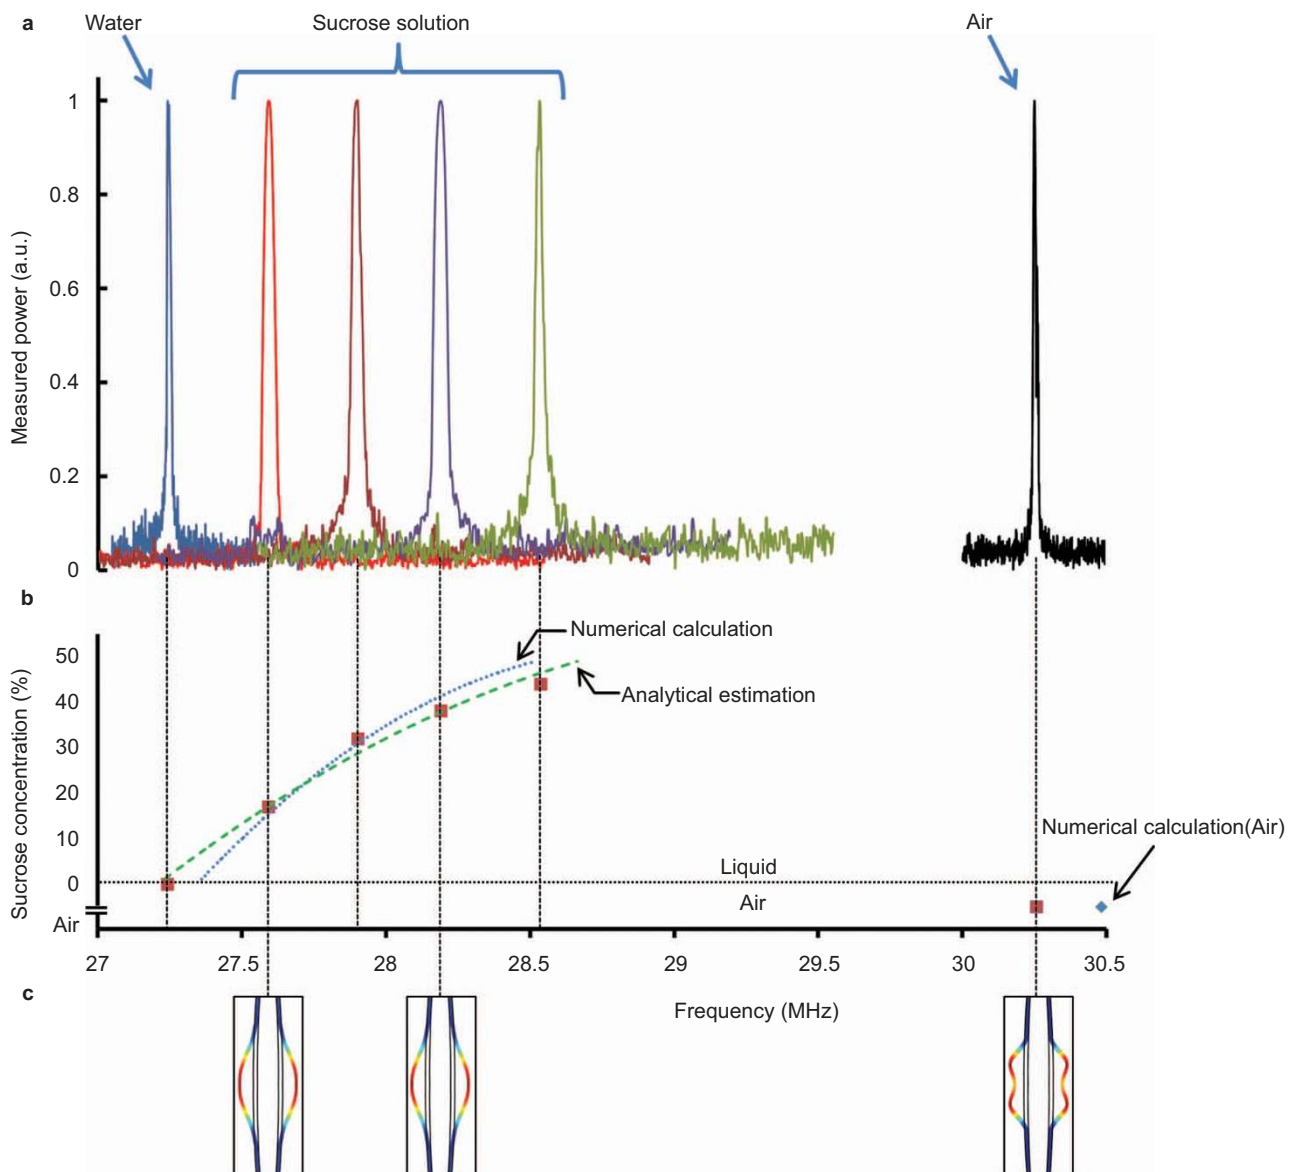 a
Water
Sucrose solution
Air
Measured power (a.u.)
1
0.8
0.6
0.4
0.2
0
b
Sucrose concentration (%)
50
40
30
20
10
0
Air
Numerical calculation
Analytical estimation
Numerical calculation(Air)
Liquid
Air
27
27.5
28
28.5
29
29.5
30
30.5
c
Frequency (MHz)